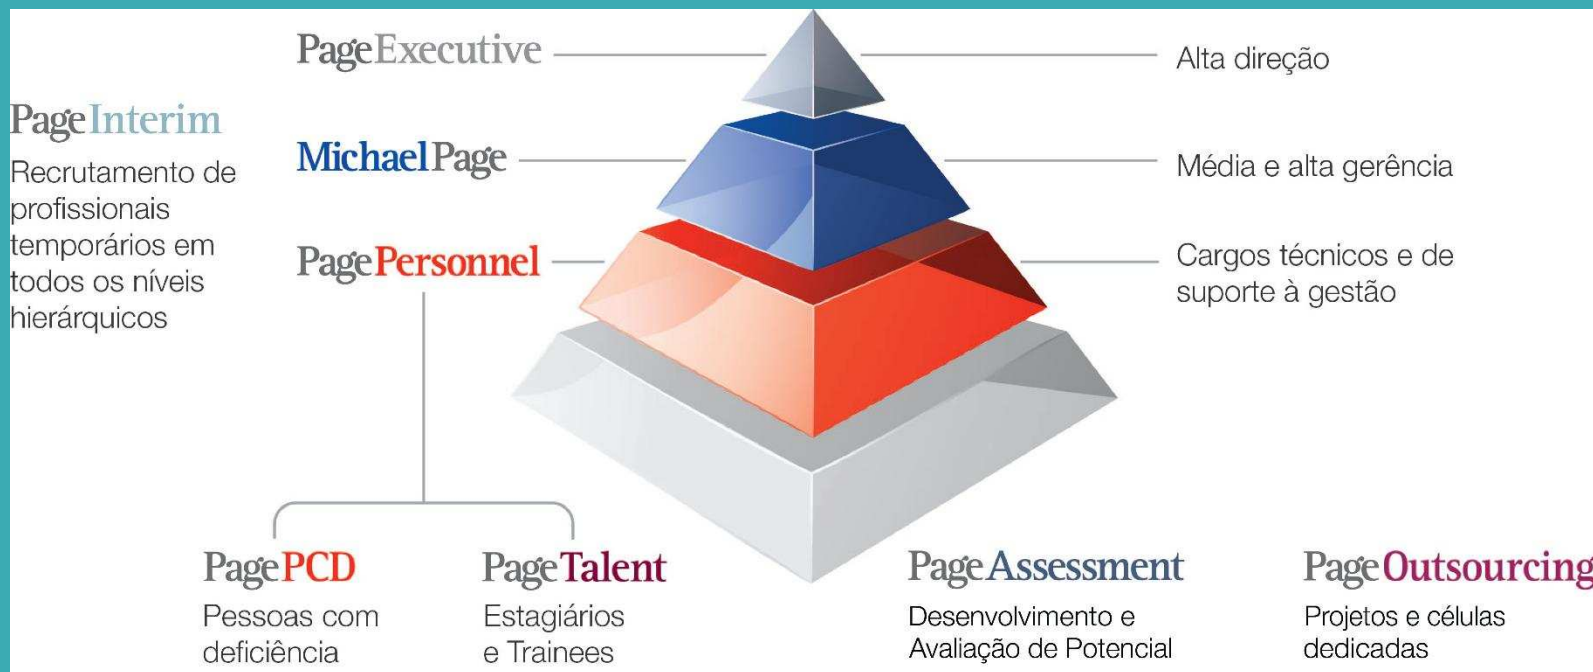 PageExecutive
Alta direção
PageInterim
Recrutamento de
profissionais
temporários em
todos os níveis
hierárquicos
MichaelPage
Média e alta gerência
PagePersonnel
Cargos técnicos e de
suporte à gestão
PagePCD
Pessoas com
deficiência
PageTalent
Estagiários
e Trainees
PageAssessment
Desenvolvimento e
Avaliação de Potencial
PageOutsourcing
Projetos e células
dedicadas